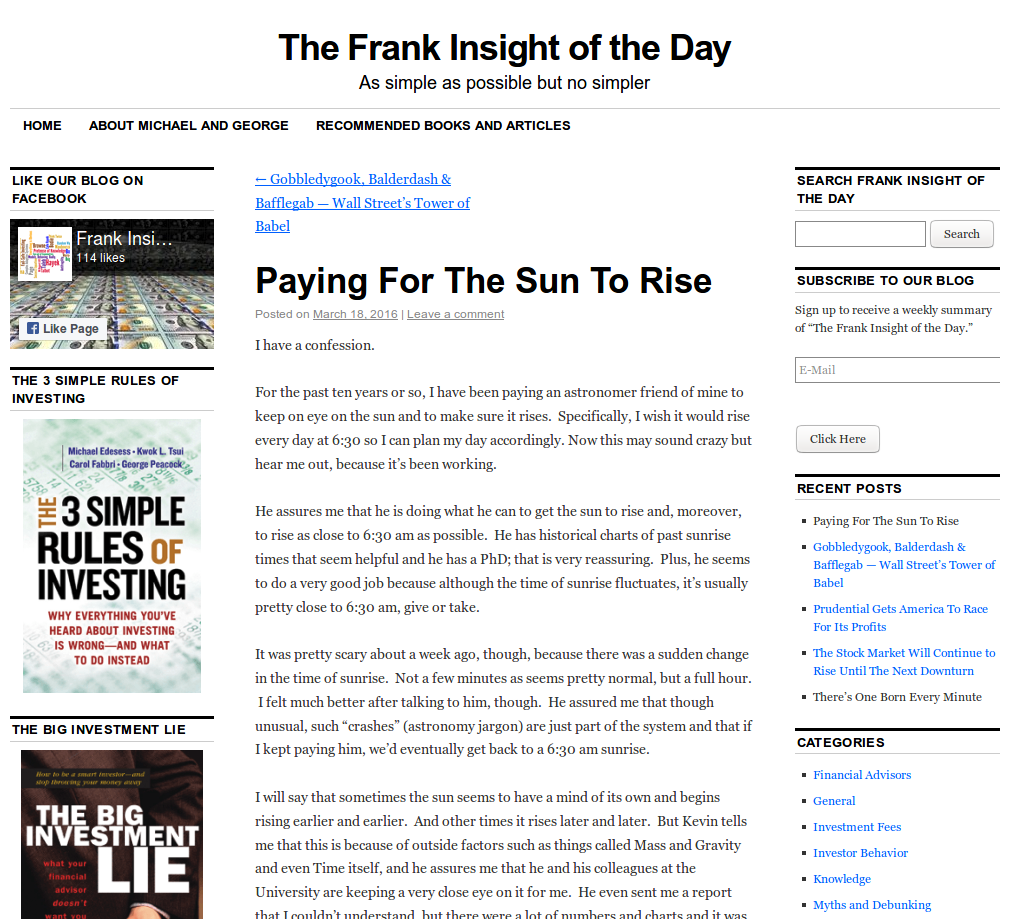 The Frank Insight of the Day
As simple as possible but no simpler
HOME ABOUT MICHAEL AND GEORGE RECOMMENDED BOOKS AND ARTICLES
LIKE OUR BLOG ON
FACEBOOK
Frank Insi...
114 likes
Like Page
THE 3 SIMPLE RULES OF
INVESTING
Michael Edesess • Kwok L. Tsui
Carol Fabbri • George Peacock
THE 3 SIMPLE
RULES OF
INVESTING
WHY EVERYTHING YOU'VE
HEARD ABOUT INVESTING
IS WRONG—AND WHAT
TO DO INSTEAD
THE BIG INVESTMENT LIE
How to be a smart investor—and
stop throwing your money away
THE BIG
INVESTMENT
LIE
what your
financial
advisor
doesn't
want you
← Gobbledygook, Balderdash &
Bafflegab — Wall Street’s Tower of
Babel
Paying For The Sun To Rise
Posted on March 18, 2016 | Leave a comment
I have a confession.
For the past ten years or so, I have been paying an astronomer friend of mine to
keep on eye on the sun and to make sure it rises.  Specifically, I wish it would rise
every day at 6:30 so I can plan my day accordingly. Now this may sound crazy but
hear me out, because it’s been working.
He assures me that he is doing what he can to get the sun to rise and, moreover,
to rise as close to 6:30 am as possible.  He has historical charts of past sunrise
times that seem helpful and he has a PhD; that is very reassuring.  Plus, he seems
to do a very good job because although the time of sunrise fluctuates, it’s usually
pretty close to 6:30 am, give or take.
It was pretty scary about a week ago, though, because there was a sudden change
in the time of sunrise.  Not a few minutes as seems pretty normal, but a full hour.
I felt much better after talking to him, though.  He assured me that though
unusual, such “crashes” (astronomy jargon) are just part of the system and that if
I kept paying him, we’d eventually get back to a 6:30 am sunrise.
I will say that sometimes the sun seems to have a mind of its own and begins
rising earlier and earlier.  And other times it rises later and later.  But Kevin tells
me that this is because of outside factors such as things called Mass and Gravity
and even Time itself, and he assures me that he and his colleagues at the
University are keeping a very close eye on it for me.  He even sent me a report
that I couldn’t understand, but there were a lot of numbers and charts and it was
SEARCH FRANK INSIGHT OF
THE DAY
Search
SUBSCRIBE TO OUR BLOG
Sign up to receive a weekly summary
of “The Frank Insight of the Day.”
E-Mail
Click Here
RECENT POSTS
Paying For The Sun To Rise
Gobbledygook, Balderdash &
Bafflegab — Wall Street’s Tower of
Babel
Prudential Gets America To Race
For Its Profits
The Stock Market Will Continue to
Rise Until The Next Downturn
There’s One Born Every Minute
CATEGORIES
Financial Advisors
General
Investment Fees
Investor Behavior
Knowledge
Myths and Debunking